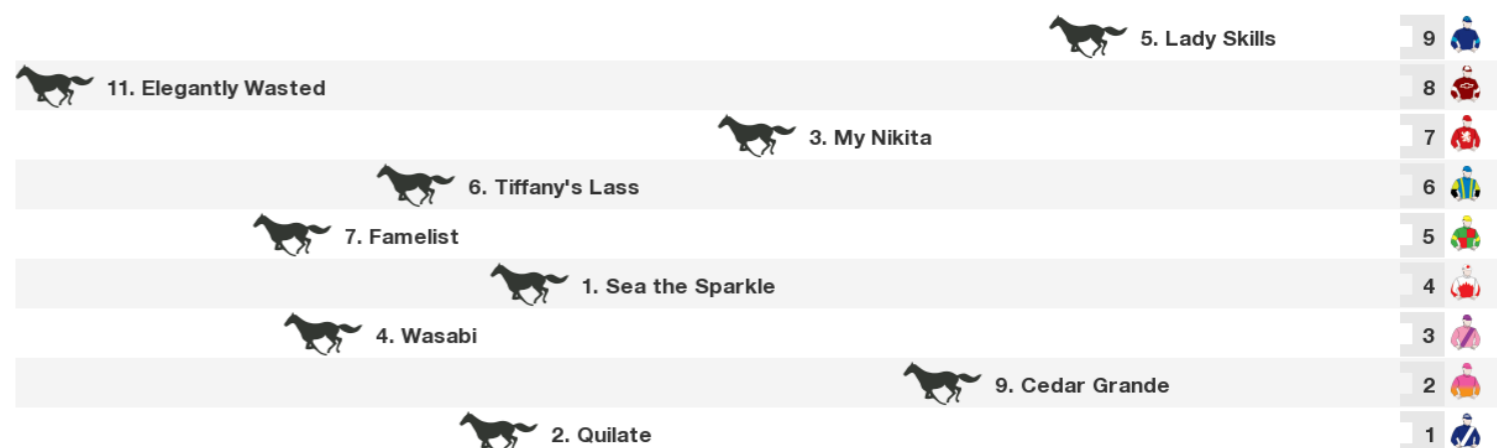 5. Lady Skills 9
11. Elegantly Wasted 8
3. My Nikita 7
6. Tiffany's Lass 6
7. Famelist 5
1. Sea the Sparkle 4
4. Wasabi 3
9. Cedar Grande 2
2. Quilate 1